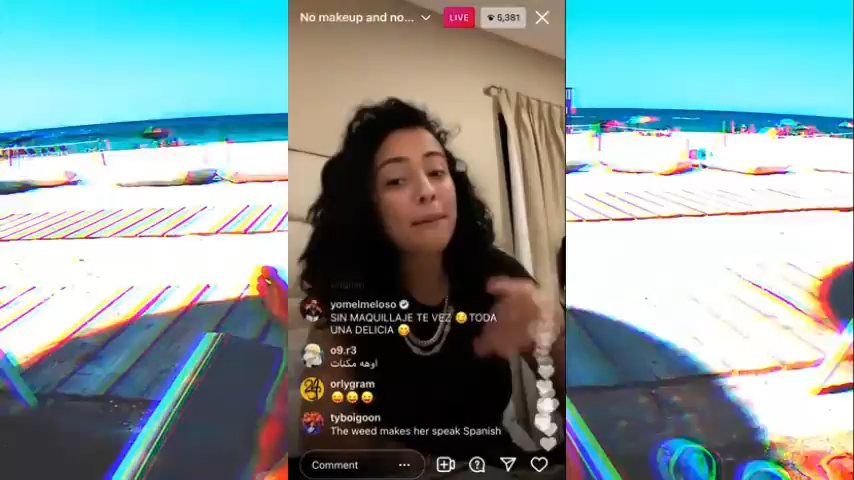 No makeup and no...
LIVE
5,381
yomelmeloso
SIN MAQUILLAJE TE VEZ 🥴 TODA
UNA DELICIA 😋
o9.r3
اوهه مكنات
orlygram
😝😝😝
tyboigoon
The weed makes her speak Spanish
Comment